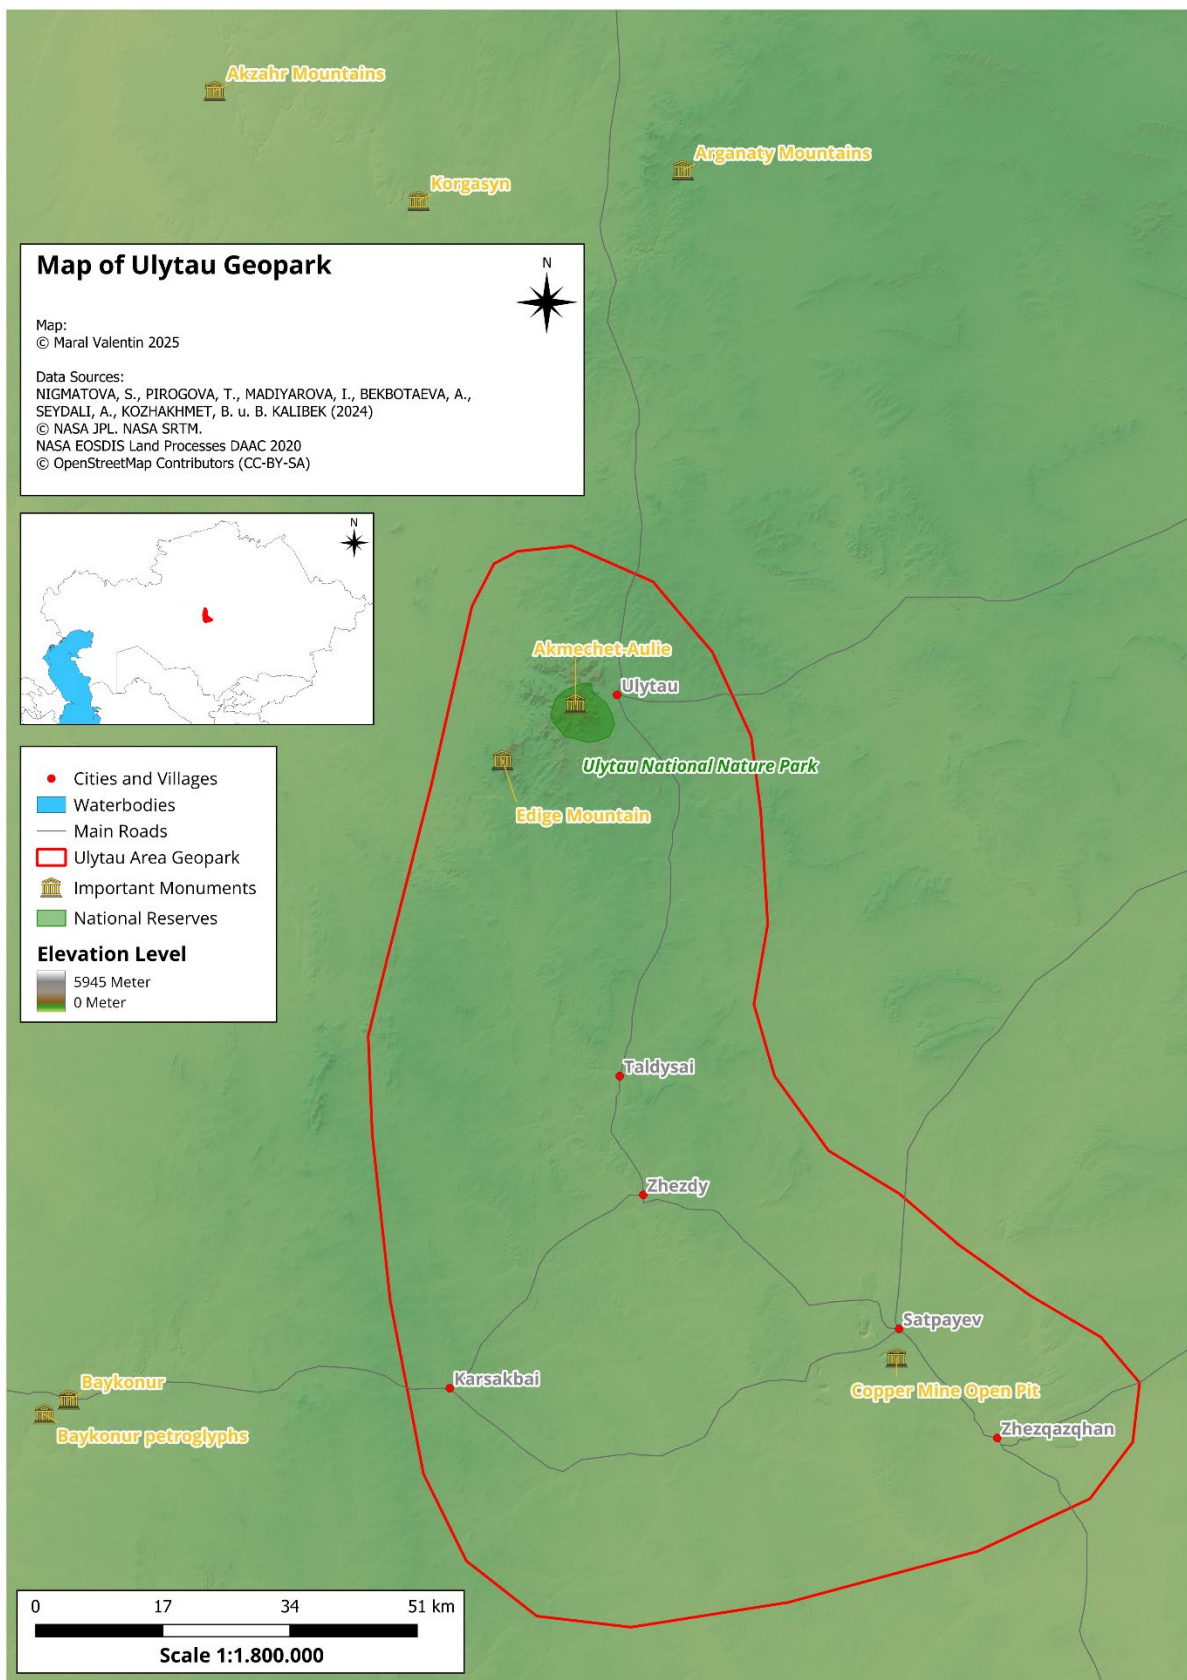 Akzahr Mountains
Arganaty Mountains
Korgasyn
Map of Ulytau Geopark
N
Map:
© Maral Valentin 2025
Data Sources:
NIGMATOVA, S., PIROGOVA, T., MADIYAROVA, I., BEKBOTAEVA, A.,
SEYDALI, A., KOZHAKHMET, B. u. B. KALIBEK (2024)
© NASA JPL. NASA SRTM.
NASA EOSDIS Land Processes DAAC 2020
© OpenStreetMap Contributors (CC-BY-SA)
N
Akmechet-Aulie
Ulytau
Ulytau National Nature Park
Edige Mountain
Cities and Villages
Waterbodies
Main Roads
Ulytau Area Geopark
Important Monuments
National Reserves
Elevation Level
5945 Meter
0 Meter
Taldysai
Zhezdy
Satpayev
Karsakbai
Baykonur
Copper Mine Open Pit
Zhezqazqhan
Baykonur petroglyphs
0 17 34 51 km
Scale 1:1.800.000